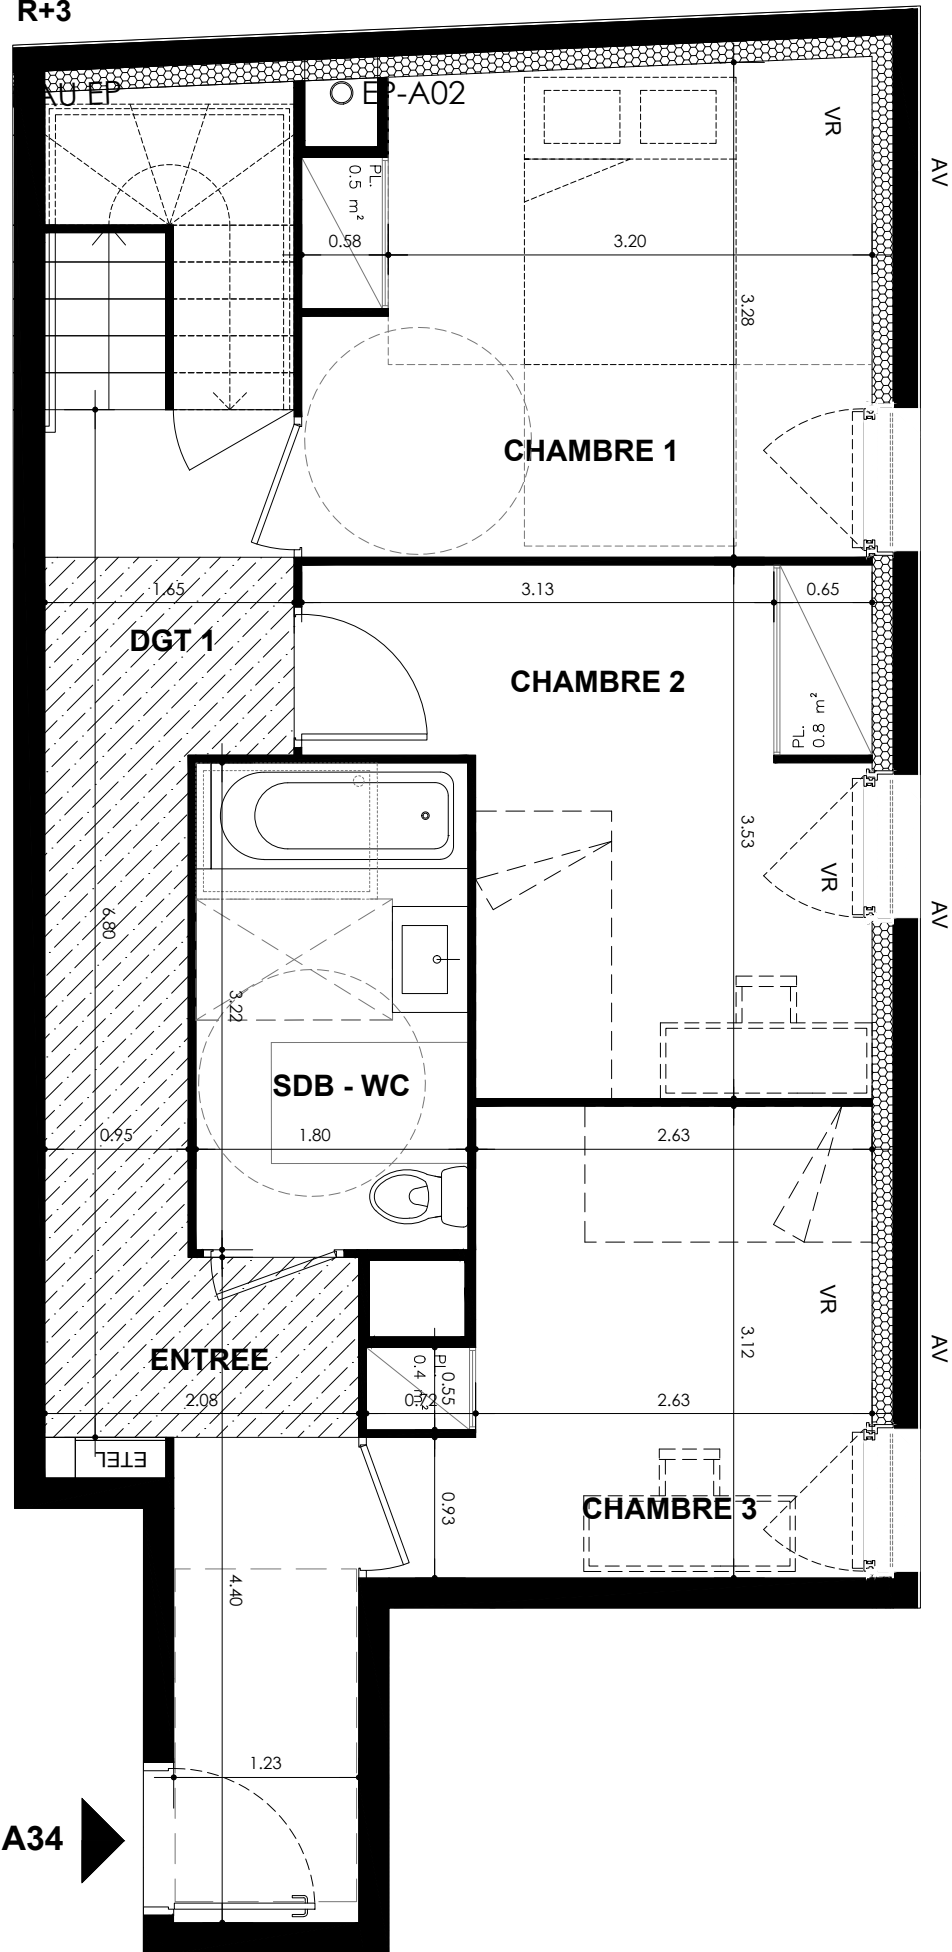 R+3
AU EP
EP-A02
VR
AV
PL.
0.5 m²
0.58
3.20
3.28
CHAMBRE 1
1.65
3.13
0.65
DGT 1
CHAMBRE 2
PL.
0.8 m²
3.53
VR
AV
6.80
3.22
SDB - WC
0.95
1.80
2.63
VR
AV
3.12
ENTREE
PL.
0.4 m²
0.55
2.08
0.72
2.63
ETEL
0.93
CHAMBRE 3
4.40
1.23
A34